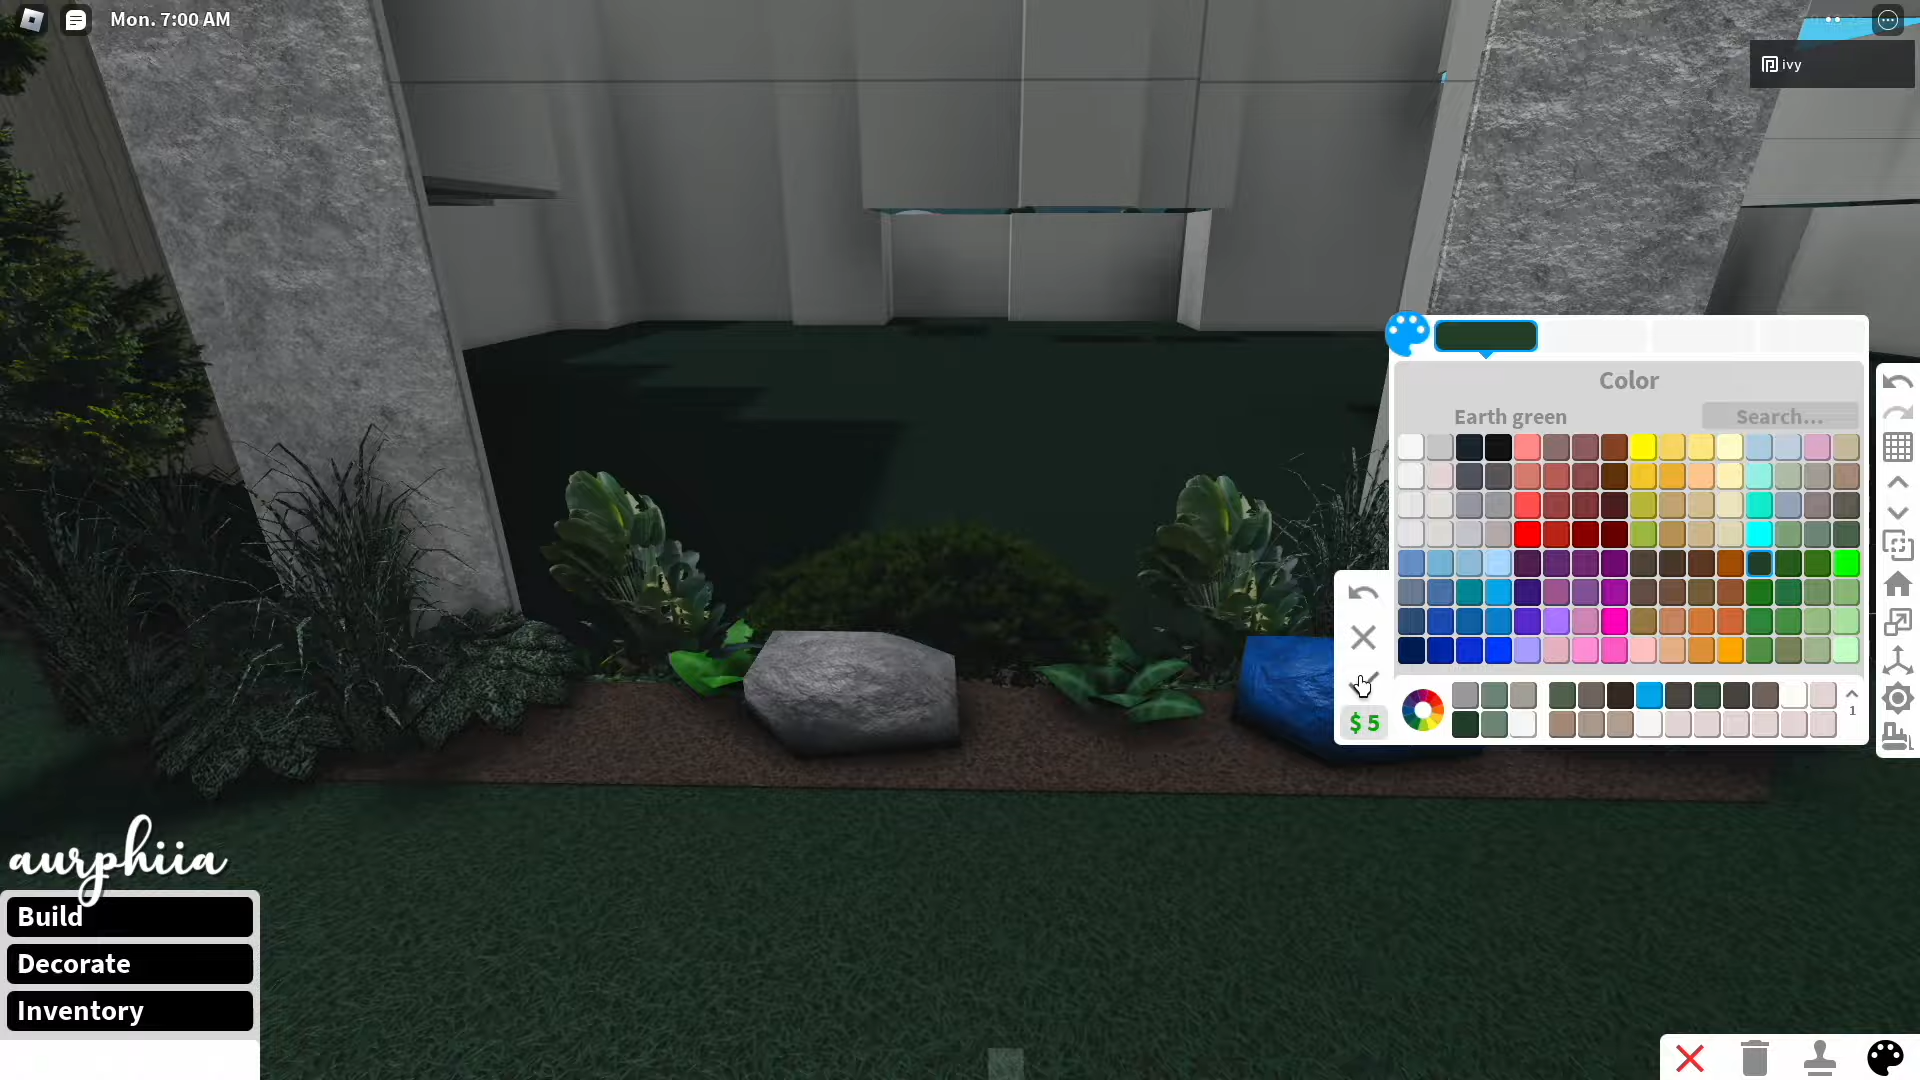 Mon. 7:00 AM
ivy
Color
Earth green
Search...
$ 5
1
aurphiia
Build
Decorate
Inventory